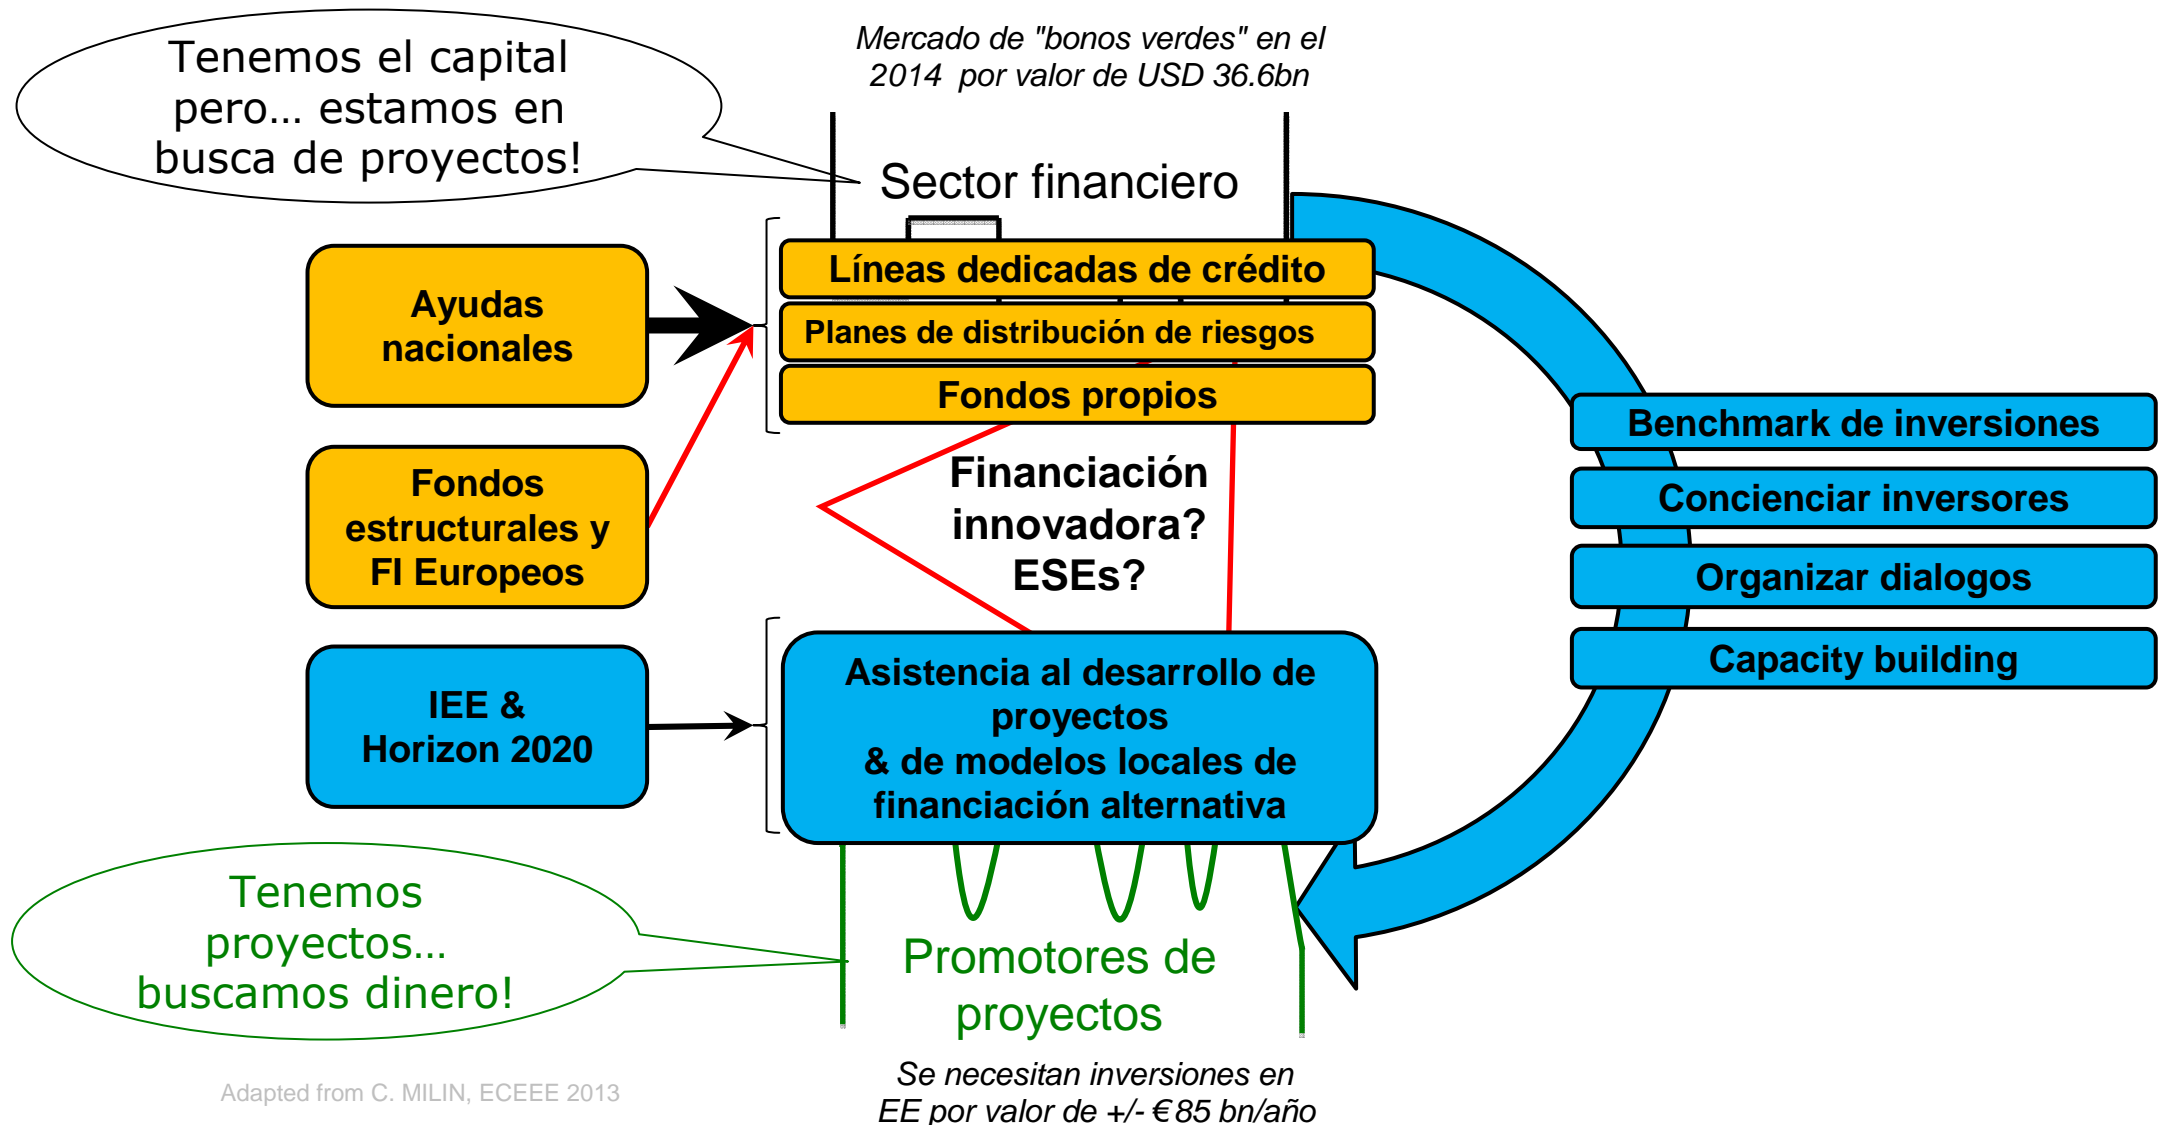 Tenemos el capital
pero... estamos en
busca de proyectos!
Mercado de "bonos verdes" en el
2014 por valor de USD 36.6bn
Sector financiero
Ayudas
nacionales
Líneas dedicadas de crédito
Planes de distribución de riesgos
Fondos propios
Fondos
estructurales y
FI Europeos
Financiación
innovadora?
ESEs?
Benchmark de inversiones
Concienciar inversores
Organizar dialogos
Capacity building
IEE &
Horizon 2020
Asistencia al desarrollo de
proyectos
& de modelos locales de
financiación alternativa
Tenemos
proyectos...
buscamos dinero!
Promotores de
proyectos
Se necesitan inversiones en
EE por valor de +/- €85 bn/año
Adapted from C. MILIN, ECEEE 2013